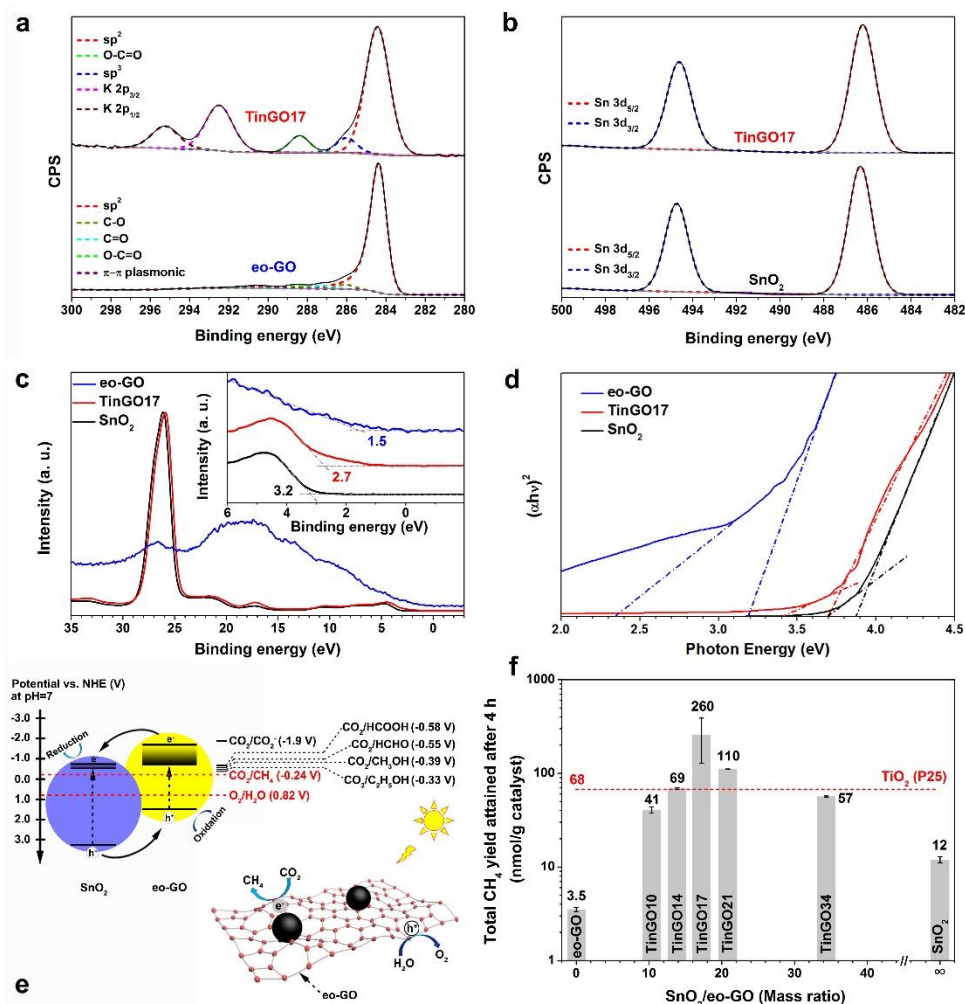 a
sp2
O-C=O
sp3
K 2p3/2
K 2p1/2
TinGO17
CPS
sp2
C-O
C=O
O-C=O
π-π plasmonic
eo-GO
300 298 296 294 292 290 288 286 284 282 280
Binding energy (eV)
b
Sn 3d5/2
Sn 3d3/2
TinGO17
CPS
Sn 3d5/2
Sn 3d3/2
SnO2
500 498 496 494 492 490 488 486 484 482
Binding energy (eV)
c
eo-GO
TinGO17
SnO2
Intensity (a. u.)
Intensity (a. u.)
1.5
2.7
3.2
6 4 2 0
Binding energy (eV)
35 30 25 20 15 10 5 0
Binding energy (eV)
d
eo-GO
TinGO17
SnO2
(αhν)2
2.0 2.5 3.0 3.5 4.0 4.5
Photon Energy (eV)
Potential vs. NHE (V)
at pH=7
-3.0
-2.0
-1.0
0.0
1.0
2.0
3.0
Reduction
e-
h+
SnO2
e-
h+
Oxidation
eo-GO
CO2/CO2- (-1.9 V)
CO2/HCOOH (-0.58 V)
CO2/HCHO (-0.55 V)
CO2/CH3OH (-0.39 V)
CO2/C2H5OH (-0.33 V)
CO2/CH4 (-0.24 V)
O2/H2O (0.82 V)
CH4
CO2
e-
h+
H2O
O2
eo-GO
e
f
Total CH4 yield attained after 4 h
(nmol/g catalyst)
1000
100
10
1
68
TiO2 (P25)
3.5
41
69
260
110
57
12
eo-GO
TinGO10
TinGO14
TinGO17
TinGO21
TinGO34
SnO2
0 10 20 30 40 ∞
SnO2/eo-GO (Mass ratio)